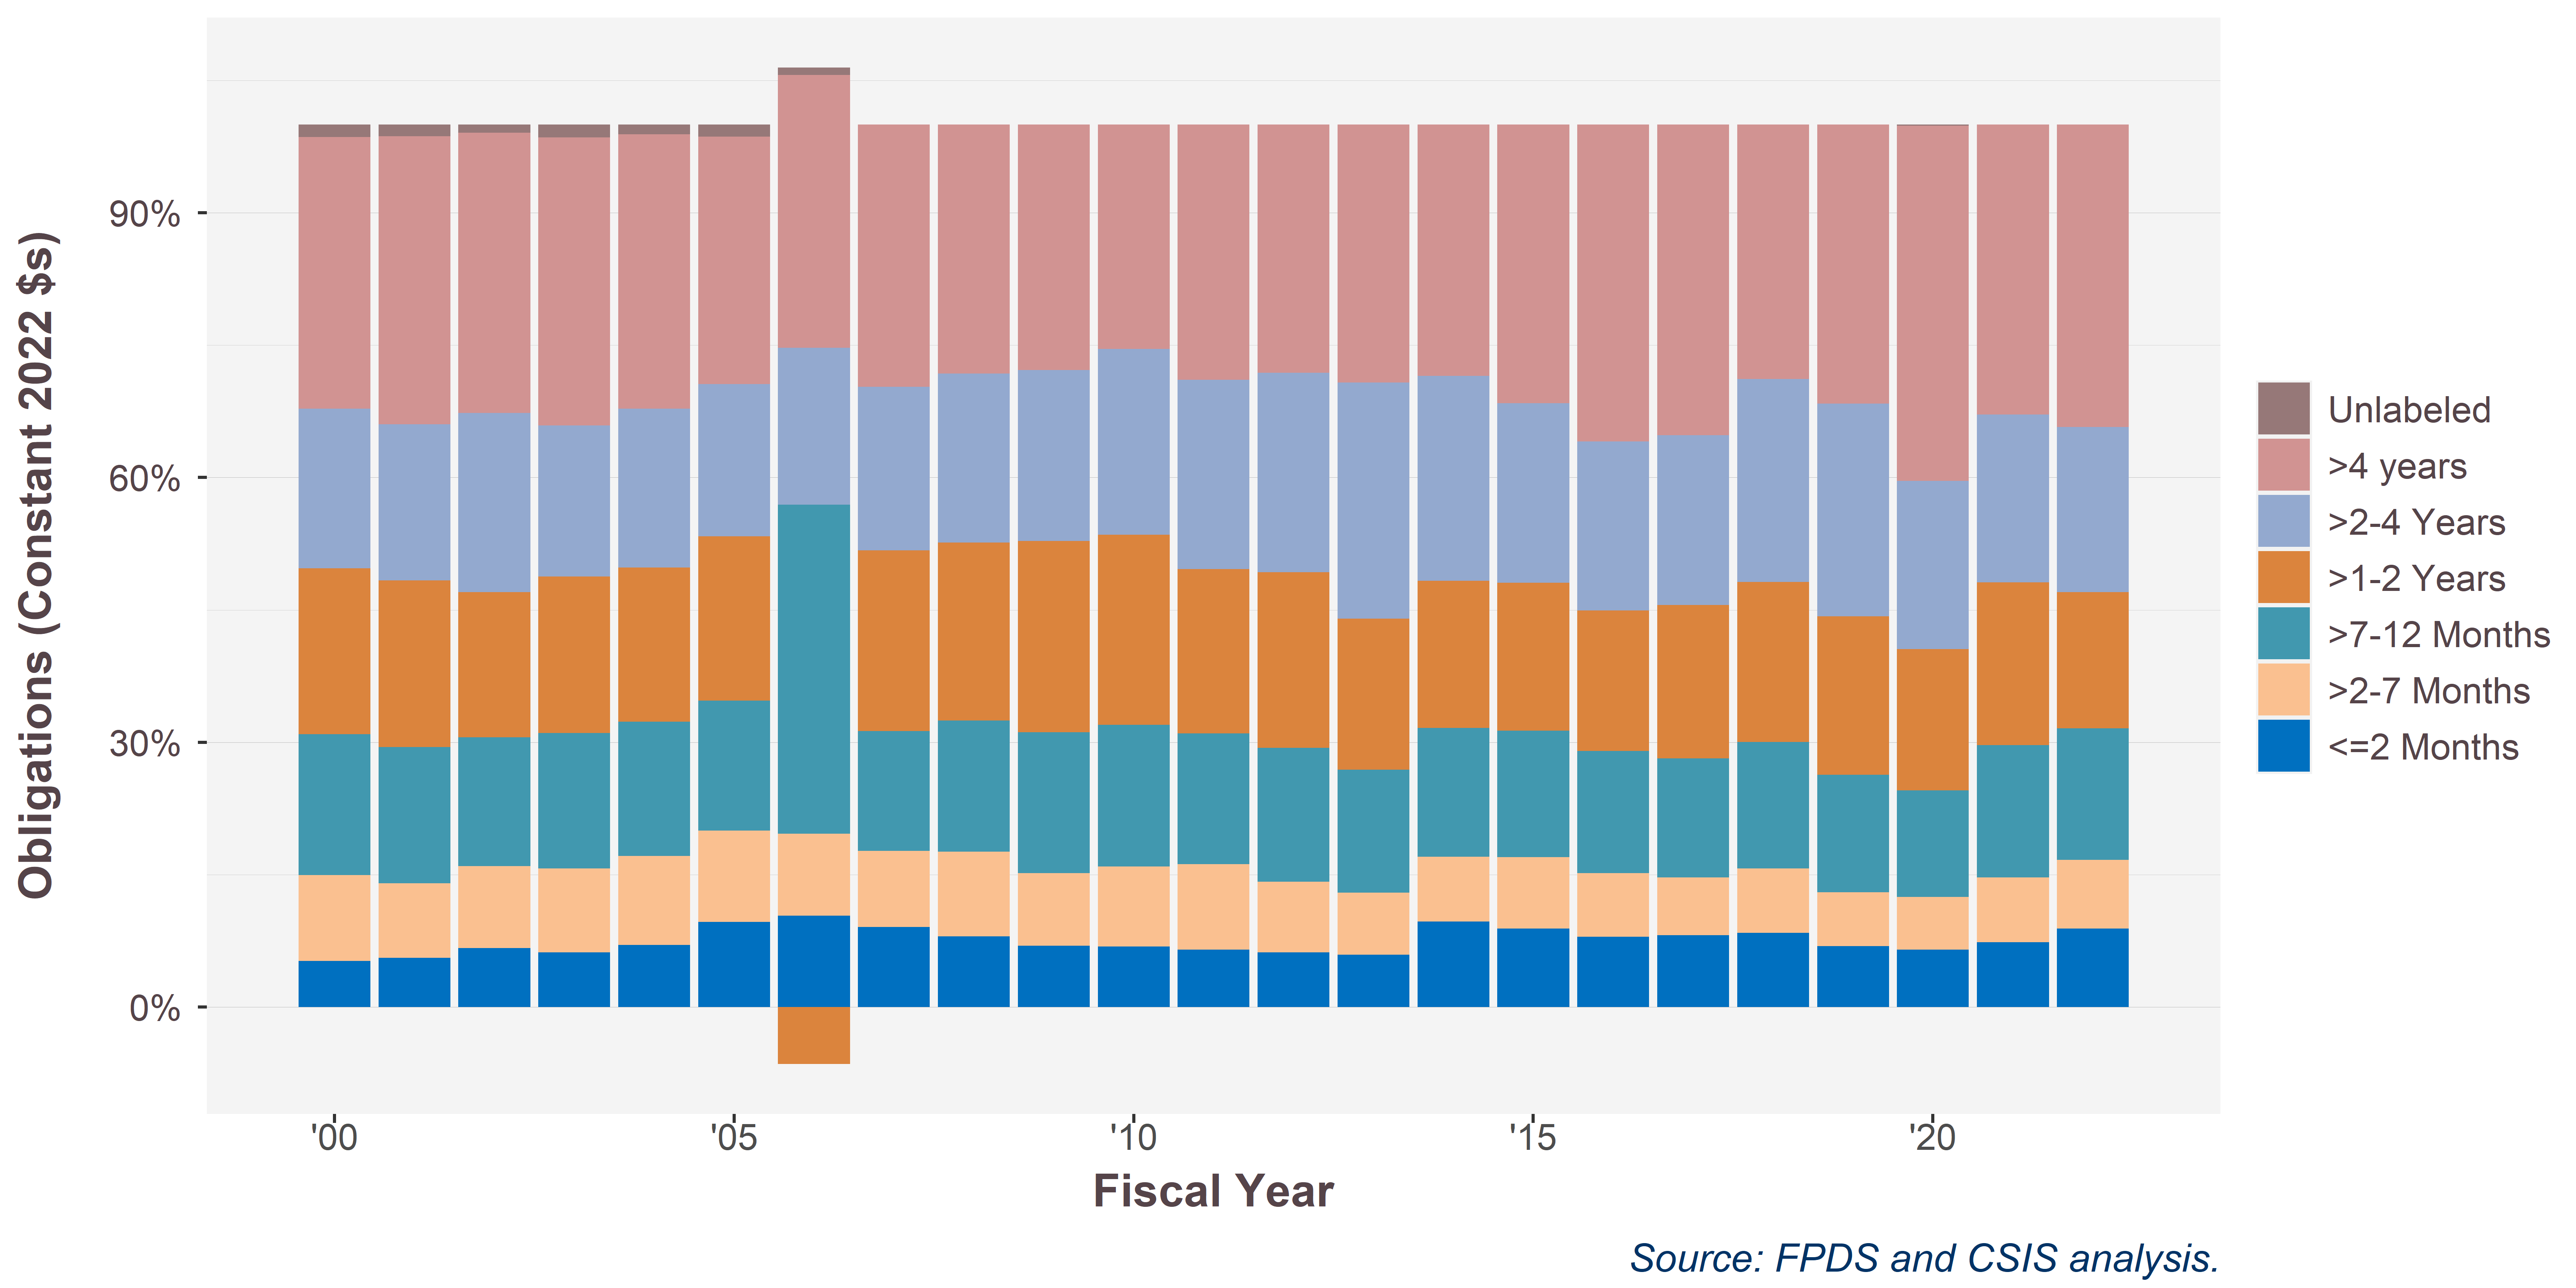 Obligations (Constant 2022 $s)
90%
60%
30%
0%
'00
'05
'10
'15
'20
Fiscal Year
Unlabeled
>4 years
>2-4 Years
>1-2 Years
>7-12 Months
>2-7 Months
<=2 Months
Source: FPDS and CSIS analysis.